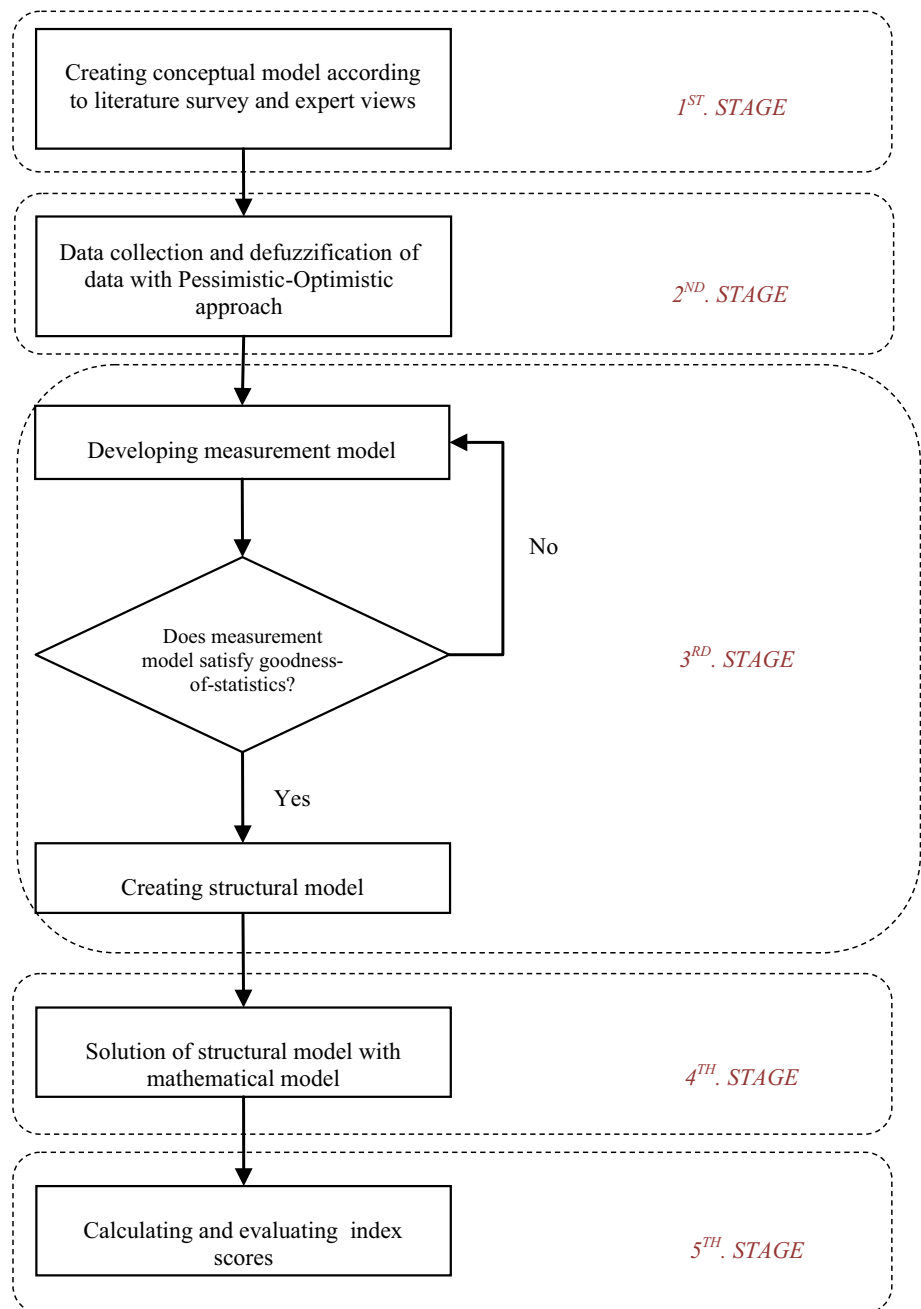 Creating conceptual model according
to literature survey and expert views
1ST. STAGE
Data collection and defuzzification of
data with Pessimistic-Optimistic
approach
2ND. STAGE
Developing measurement model
No
Does measurement
model satisfy goodness-
of-statistics?
3RD. STAGE
Yes
Creating structural model
Solution of structural model with
mathematical model
4TH. STAGE
Calculating and evaluating index
scores
5TH. STAGE